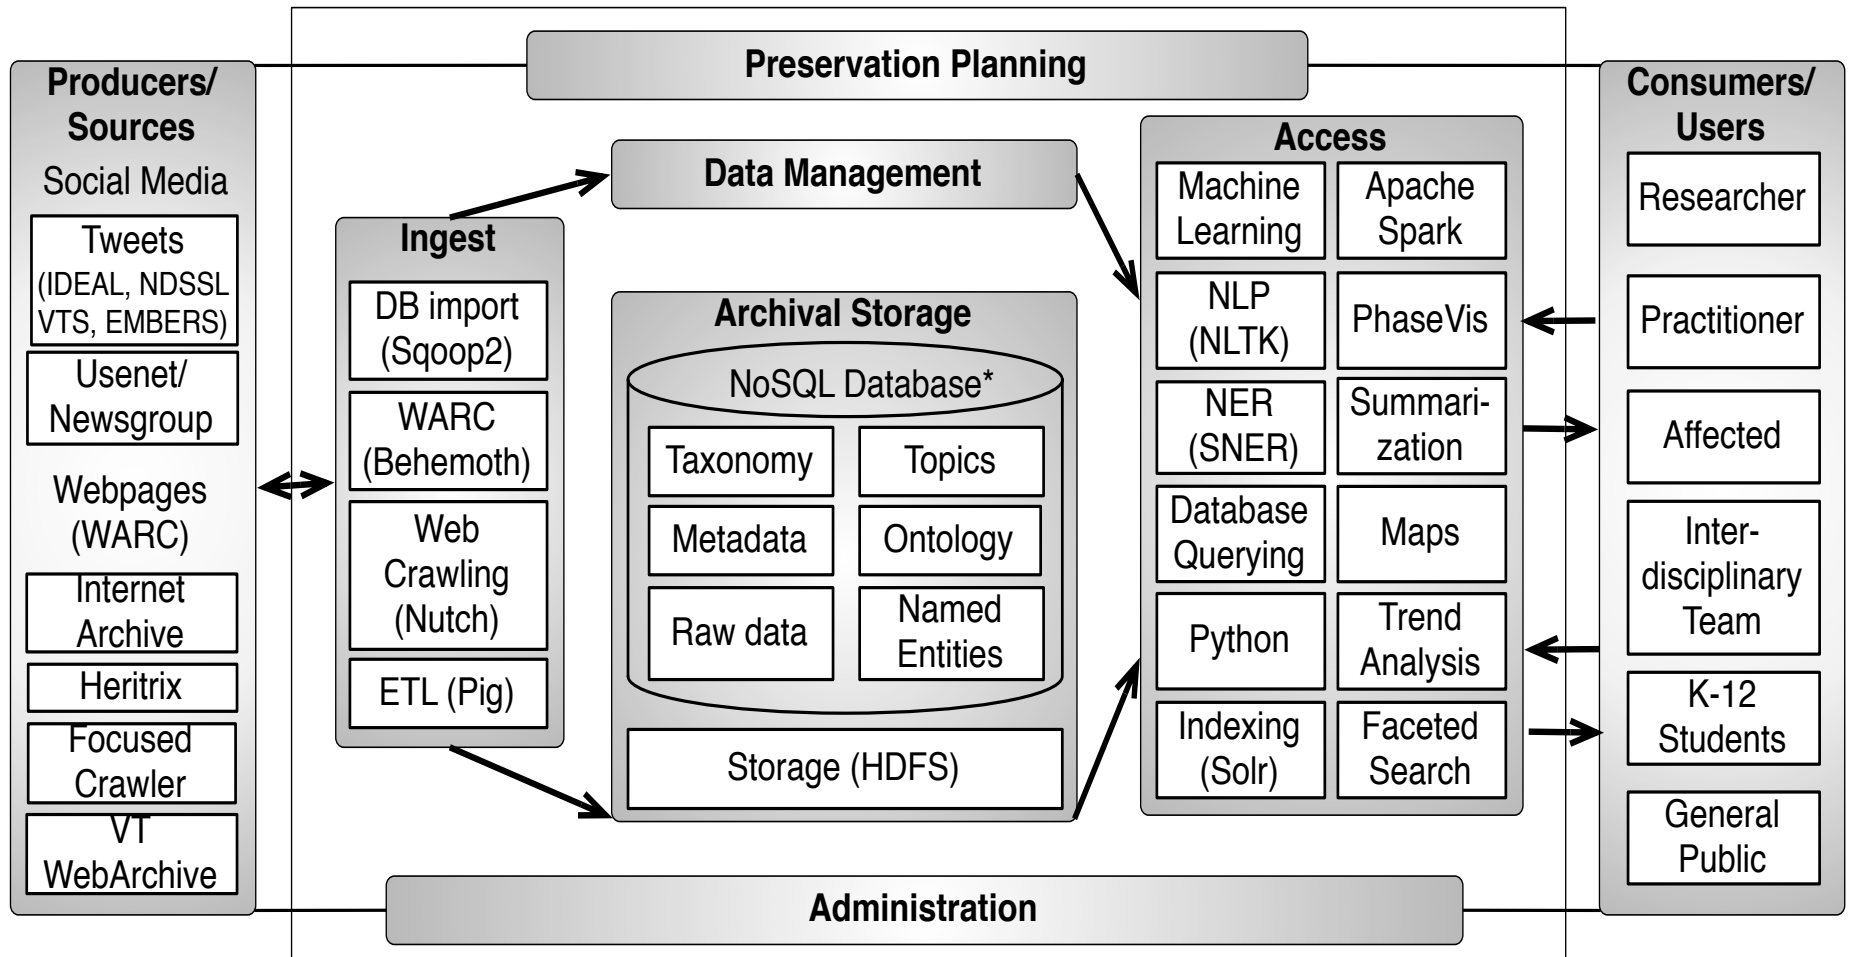 Preservation Planning
Producers/
Sources
Social Media
Tweets
(IDEAL, NDSSL
VTS, EMBERS)
Usenet/
Newsgroup
Webpages
(WARC)
Internet
Archive
Heritrix
Focused
Crawler
VT
WebArchive
Ingest
DB import
(Sqoop2)
WARC
(Behemoth)
Web
Crawling
(Nutch)
ETL (Pig)
Data Management
Archival Storage
NoSQL Database*
Taxonomy
Topics
Metadata
Ontology
Raw data
Named
Entities
Storage (HDFS)
Access
Machine
Learning
Apache
Spark
NLP
(NLTK)
PhaseVis
NER
(SNER)
Summari-
zation
Database
Querying
Maps
Python
Trend
Analysis
Indexing
(Solr)
Faceted
Search
Consumers/
Users
Researcher
Practitioner
Affected
Inter-
disciplinary
Team
K-12
Students
General
Public
Administration